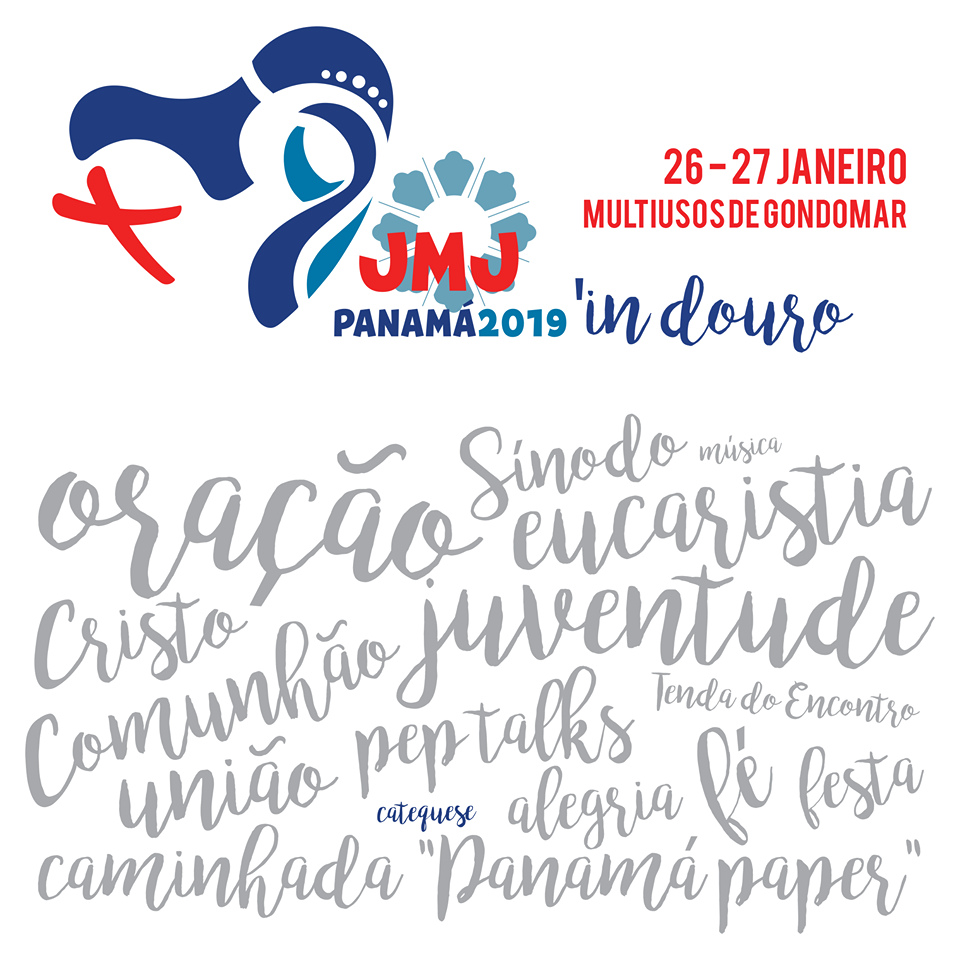 26 - 27 JANEIRO
MULTIUSOS DE GONDOMAR
JMJ
PANAMÁ2019 'in douro
oração Sínodo música
eucaristia
Cristo juventude
Comunhão Tenda do Encontro
união pep talks fé festa
catequese alegria
caminhada "Panamá paper"